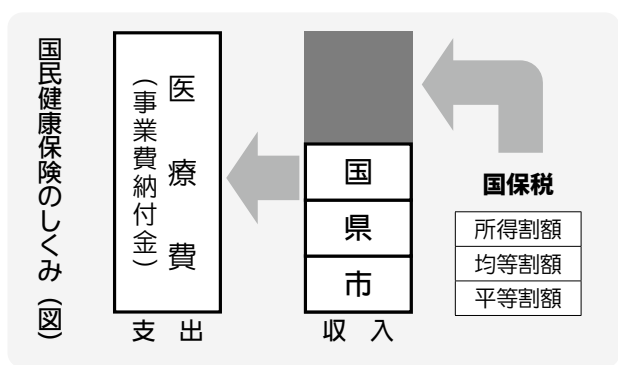 国民健康保険のしくみ（図）
医療費
（事業費納付金）
支出
国
県
市
収入
国保税
所得割額
均等割額
平等割額